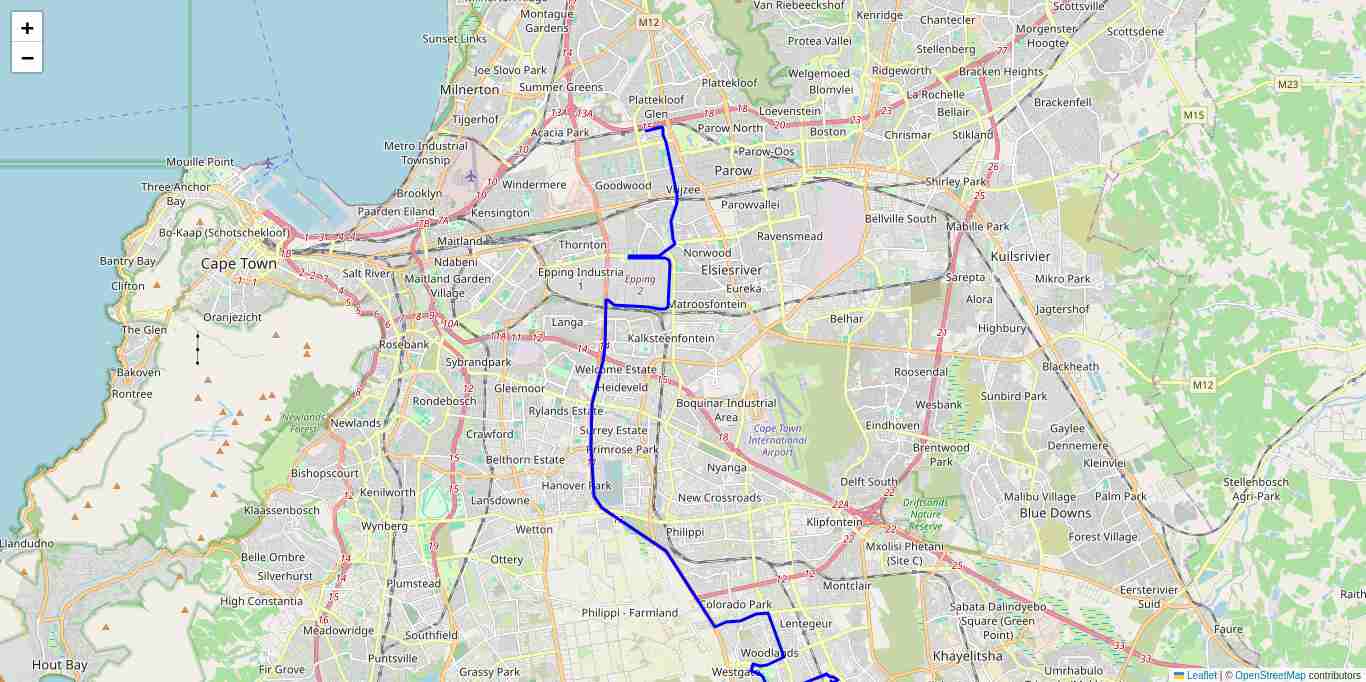 Montague
Gardens
M12
Van Riebeeckshof
Kenridge
Chantecler
Scottsville
Morgenster
Hoogte
Scottsdene
Sunset Links
Protea Vallei
Stellenberg
Joe Slovo Park
Welgemoed
Ridgeworth
Bracken Heights
M23
Milnerton
Summer Greens
Plattekloof
Blomvlei
La Rochelle
Brackenfell
Plattekloof
Glen
Loevenstein
Bellair
M15
Tijgerhof
Acacia Park
Parow North
Boston
Chrismar
Stikland
Metro Industrial
Township
Parow-Oos
Mouille Point
Parow
Three Anchor
Bay
Brooklyn
Windermere
Goodwood
Vrijzee
Shirley Park
Paarden Eiland
Kensington
Parowvallei
Bellville South
Mabille Park
Bo-Kaap (Schotschekloof)
Maitland
Thornton
Ravensmead
Bantry Bay
Cape Town
Ndabeni
Norwood
Kuilsrivier
Salt River
Maitland Garden
Village
Epping Industria
1
Epping
2
Elsiesriver
Sarepta
Mikro Park
Clifton
Eureka
Matroosfontein
Alora
Jagtershof
Oranjezicht
10A
Langa
Belhar
Highbury
The Glen
Rosebank
Kalksteenfontein
Bakoven
Sybrandpark
Welcome Estate
Roosendal
Blackheath
M12
Rontree
Gleemoor
Heideveld
Sunbird Park
Rondebosch
Rylands Estate
Boquinar Industrial
Area
Wesbank
Newlands
Forest
Newlands
Crawford
Surrey Estate
Cape Town
International
Airport
Eindhoven
Gaylee
Dennemere
Primrose Park
Brentwood
Park
Kleinvlei
Bishopscourt
Belthorn Estate
Nyanga
Kenilworth
Hanover Park
Delft South
Stellenbosch
Agri-Park
Klaassenbosch
Lansdowne
New Crossroads
22A
Driftsands
Nature
Reserve
Malibu Village
Palm Park
Blue Downs
Wynberg
Wetton
Philippi
Klipfontein
Forest Village
Llandudno
Belle Ombre
Ottery
Mxolisi Phetani
(Site C)
Silverhurst
Plumstead
Montclair
Eersterivier
Suid
High Constantia
Philippi - Farmland
Colorado Park
Lentegeur
Sabata Dalindyebo
Square (Green
Point)
Raith
Meadowridge
Southfield
Faure
Hout Bay
Fir Grove
Puntsville
Grassy Park
Woodlands
Westgate
Khayelitsha
Umrhabulo
+
−
Leaflet | © OpenStreetMap contributors